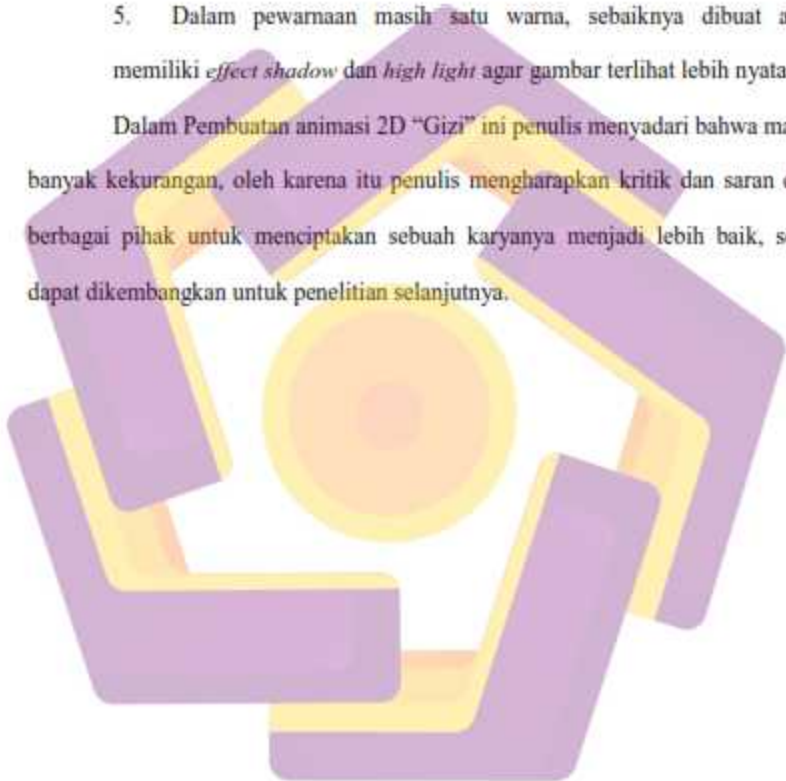 5. Dalam pewarnaan masih satu warna, sebaiknya dibuat a
memiliki effect shadow dan high light agar gambar terlihat lebih nyata
Dalam Pembuatan animasi 2D “Gizi” ini penulis menyadari bahwa ma
banyak kekurangan, oleh karena itu penulis mengharapkan kritik dan saran
berbagai pihak untuk menciptakan sebuah karyanya menjadi lebih baik, s
dapat dikembangkan untuk penelitian selanjutnya.